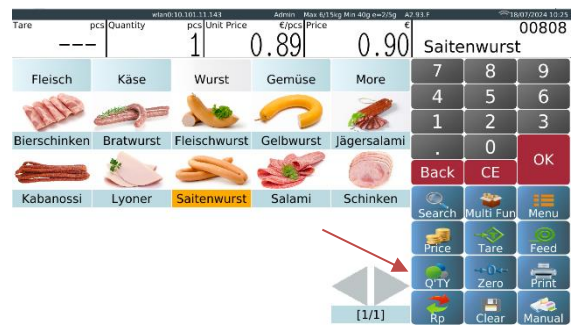 wlan0:10.101.11.143 Admin Max 6/15kg Min 40g e=2/5g A2.93.F 18/07/2024 10:25
Tare pcs Quantity pcs Unit Price €/pcs Price € 00808
--- 1 0.89 0.90 Saitenwurst
Fleisch Käse Wurst Gemüse More
7 8 9
4 5 6
Bierschinken Bratwurst Fleischwurst Gelbwurst Jägersalami
1 2 3
. 0 OK
Back CE
Kabanossi Lyoner Saitenwurst Salami Schinken
Search Multi Fun Menu
Price Tare Feed
Q'TY Zero Print
[1/1]
Rp Clear Manual